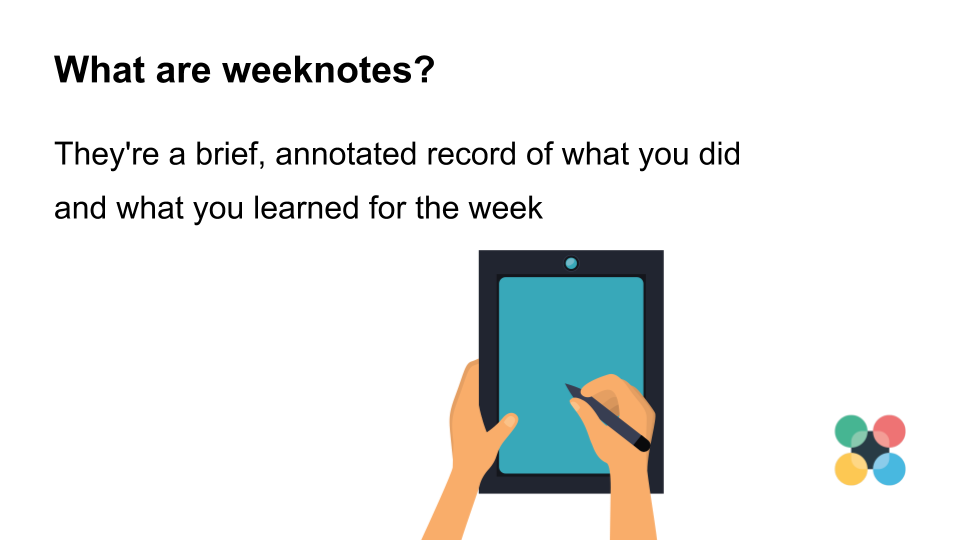 What are weeknotes?
They're a brief, annotated record of what you did
and what you learned for the week